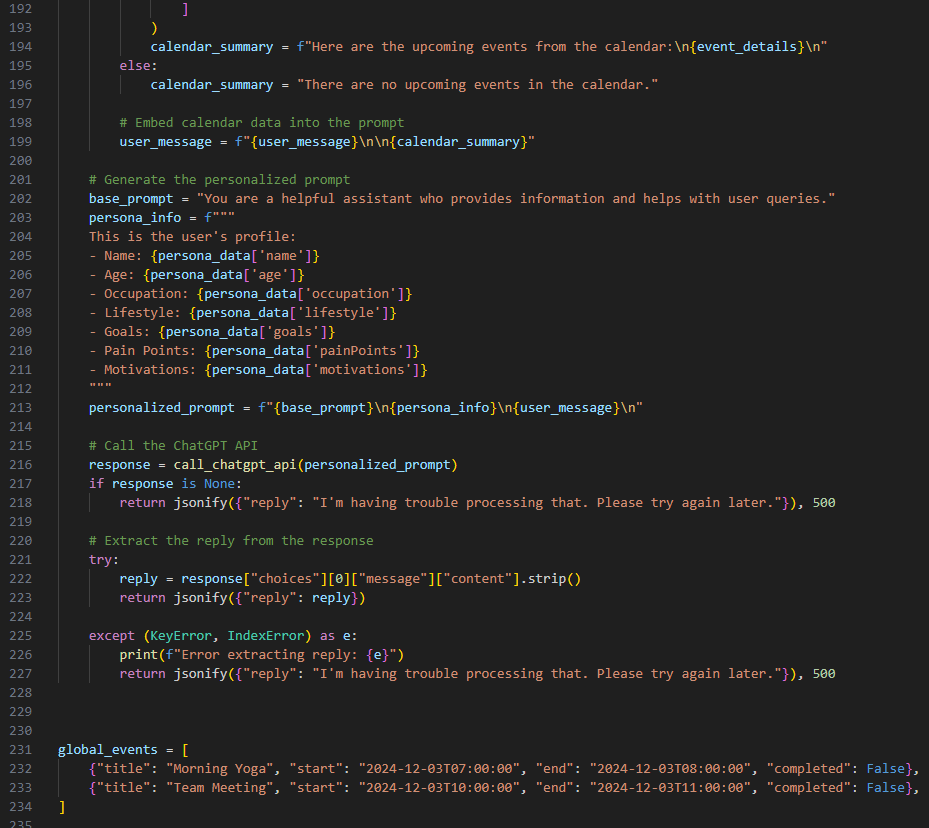 192                 ]
193             )
194             calendar_summary = f"Here are the upcoming events from the calendar:\n{event_details}\n"
195         else:
196             calendar_summary = "There are no upcoming events in the calendar."
197
198         # Embed calendar data into the prompt
199         user_message = f"{user_message}\n\n{calendar_summary}"
200
201     # Generate the personalized prompt
202     base_prompt = "You are a helpful assistant who provides information and helps with user queries."
203     persona_info = f"""
204     This is the user's profile:
205     - Name: {persona_data['name']}
206     - Age: {persona_data['age']}
207     - Occupation: {persona_data['occupation']}
208     - Lifestyle: {persona_data['lifestyle']}
209     - Goals: {persona_data['goals']}
210     - Pain Points: {persona_data['painPoints']}
211     - Motivations: {persona_data['motivations']}
212     """
213     personalized_prompt = f"{base_prompt}\n{persona_info}\n{user_message}\n"
214
215     # Call the ChatGPT API
216     response = call_chatgpt_api(personalized_prompt)
217     if response is None:
218         return jsonify({"reply": "I'm having trouble processing that. Please try again later."}), 500
219
220     # Extract the reply from the response
221     try:
222         reply = response["choices"][0]["message"]["content"].strip()
223         return jsonify({"reply": reply})
224
225     except (KeyError, IndexError) as e:
226         print(f"Error extracting reply: {e}")
227         return jsonify({"reply": "I'm having trouble processing that. Please try again later."}), 500
228
229
230
231 global_events = [
232     {"title": "Morning Yoga", "start": "2024-12-03T07:00:00", "end": "2024-12-03T08:00:00", "completed": False},
233     {"title": "Team Meeting", "start": "2024-12-03T10:00:00", "end": "2024-12-03T11:00:00", "completed": False},
234 ]
235